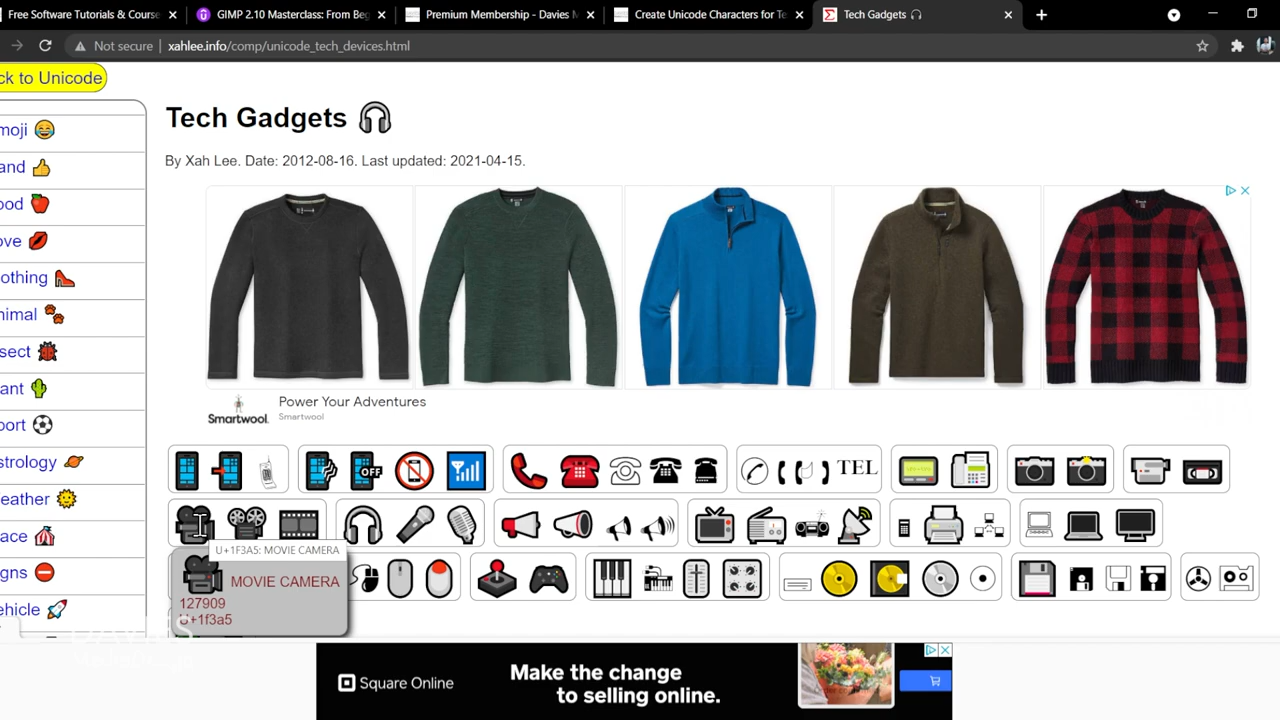 Free Software Tutorials & Course
GIMP 2.10 Masterclass: From Beg
Premium Membership - Davies M
Create Unicode Characters for Te
Tech Gadgets
Not secure
xahlee.info/comp/unicode_tech_devices.html
ck to Unicode
Tech Gadgets
By Xah Lee. Date: 2012-08-16. Last updated: 2021-04-15.
moji
and
ood
ove
othing
nimal
sect
ant
port
strology
eather
ace
gns
ehicle
Power Your Adventures
Smartwool
Smartwool.
OFF
TEL
U+1F3A5: MOVIE CAMERA
MOVIE CAMERA
127909
U+1f3a5
Square Online
Make the change
to selling online.